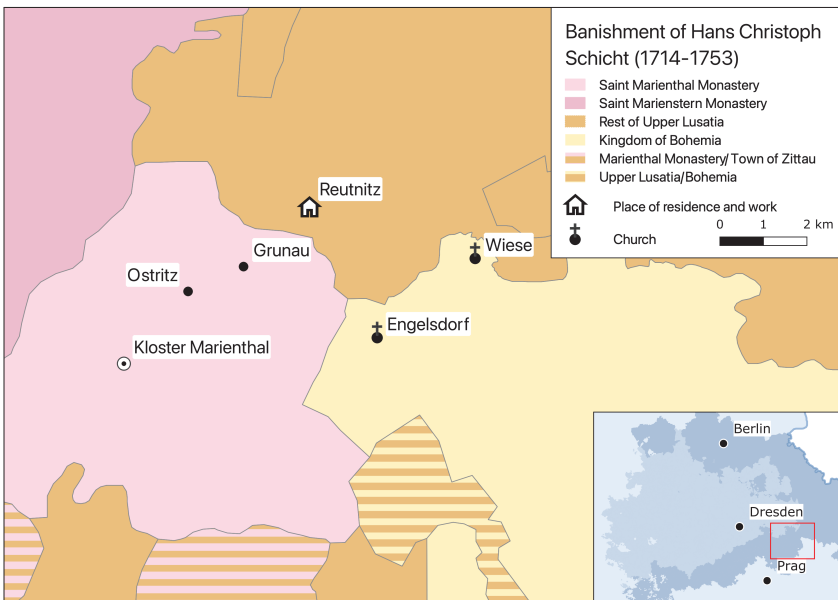 Banishment of Hans Christoph
Schicht (1714-1753)
Saint Marienthal Monastery
Saint Marienstern Monastery
Rest of Upper Lusatia
Kingdom of Bohemia
Marienthal Monastery/ Town of Zittau
Upper Lusatia/Bohemia
Place of residence and work
0 1 2 km
Church
Reutnitz
Wiese
Grunau
Ostritz
Engelsdorf
Kloster Marienthal
Berlin
Dresden
Prag